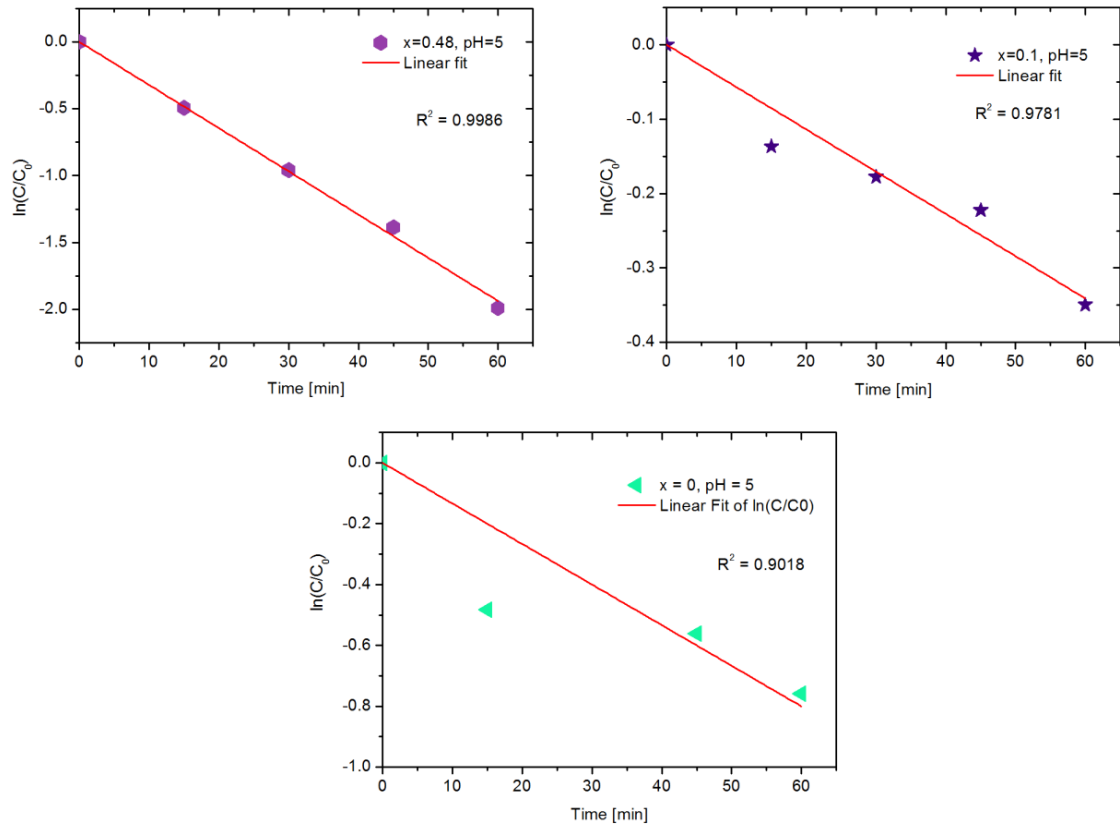 x=0.48, pH=5
Linear fit
R² = 0.9986
ln(C/C₀)
0.0
-0.5
-1.0
-1.5
-2.0
0 10 20 30 40 50 60
Time [min]
x=0.1, pH=5
Linear fit
R² = 0.9781
ln(C/C₀)
0.0
-0.1
-0.2
-0.3
-0.4
0 10 20 30 40 50 60
Time [min]
x = 0, pH = 5
Linear Fit of ln(C/C0)
R² = 0.9018
ln(C/C₀)
0.0
-0.2
-0.4
-0.6
-0.8
-1.0
0 10 20 30 40 50 60
Time [min]